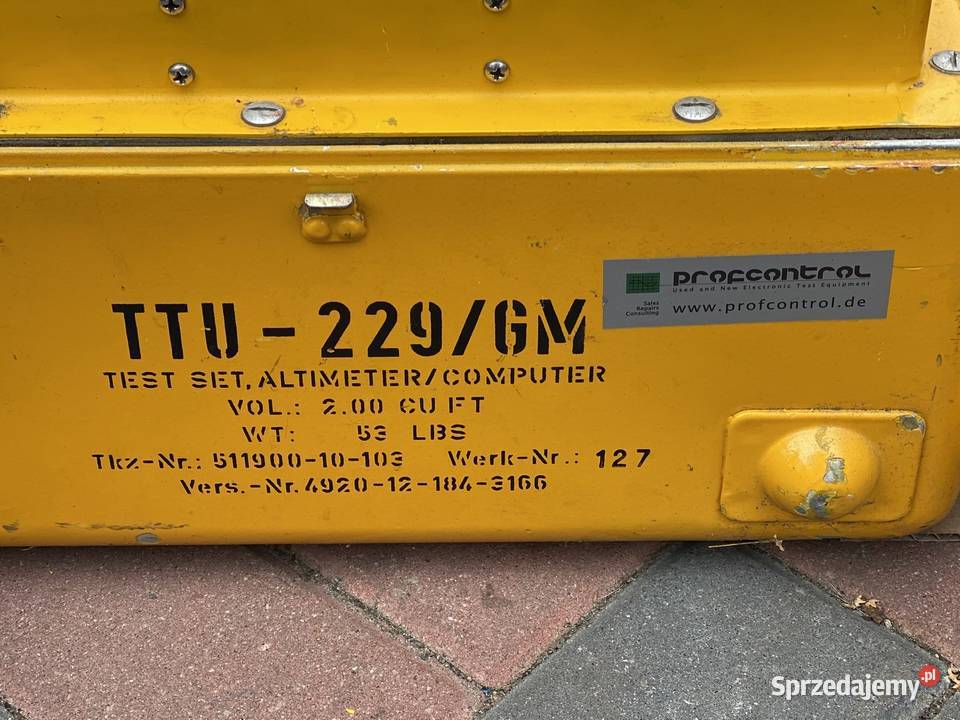 profcontrol
Used and New Electronic Test Equipment
Sales
Repairs
Consulting
www.profcontrol.de
TTU-229/GM
TEST SET, ALTIMETER/COMPUTER
VOL.: 2.00 CU FT
WT: 53 LBS
Tkz-Nr.: 511900-10-103 Werk-Nr.: 127
Vers.-Nr. 4920-12-184-3166
Sprzedajemy.pl